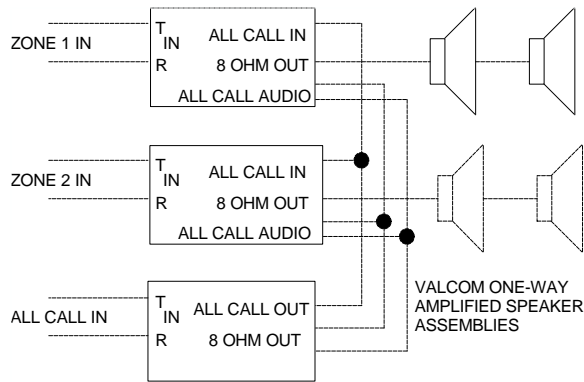 ZONE 1 IN
T
IN
R
ALL CALL IN
8 OHM OUT
ALL CALL AUDIO
ZONE 2 IN
T
IN
R
ALL CALL IN
8 OHM OUT
ALL CALL AUDIO
ALL CALL IN
T
IN
R
ALL CALL OUT
8 OHM OUT
VALCOM ONE-WAY
AMPLIFIED SPEAKER
ASSEMBLIES